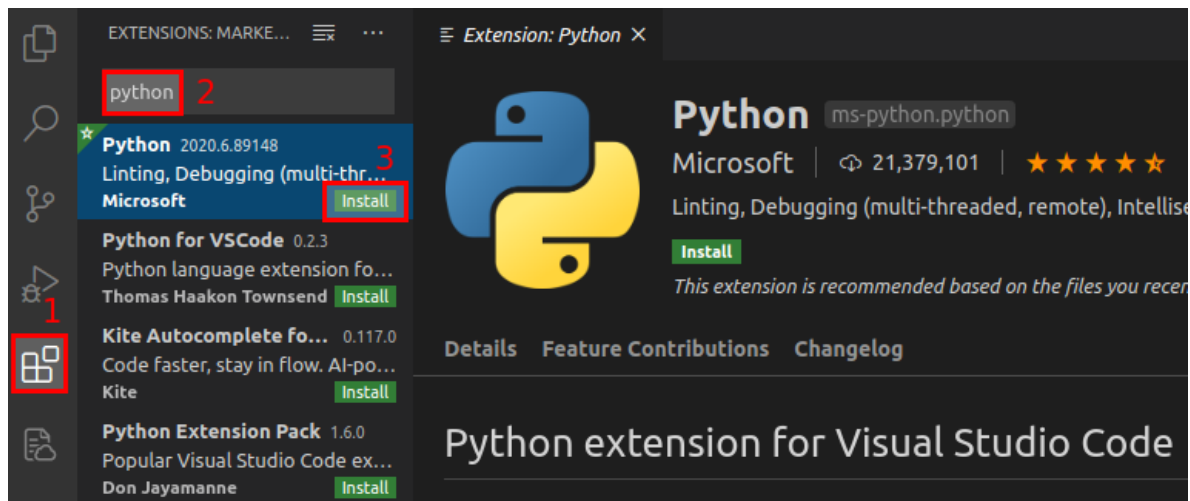 EXTENSIONS: MARKE...
python
2
Python 2020.6.89148
3
Linting, Debugging (multi-thr...
Microsoft Install
Python for VSCode 0.2.3
Python language extension fo...
Thomas Haakon Townsend Install
1
Kite Autocomplete fo... 0.117.0
Code faster, stay in flow. AI-po...
Kite Install
Python Extension Pack 1.6.0
Popular Visual Studio Code ex...
Don Jayamanne Install
Extension: Python
Python ms-python.python
Microsoft 21,379,101
Linting, Debugging (multi-threaded, remote), Intellise
Install
This extension is recommended based on the files you recen
Details Feature Contributions Changelog
Python extension for Visual Studio Code